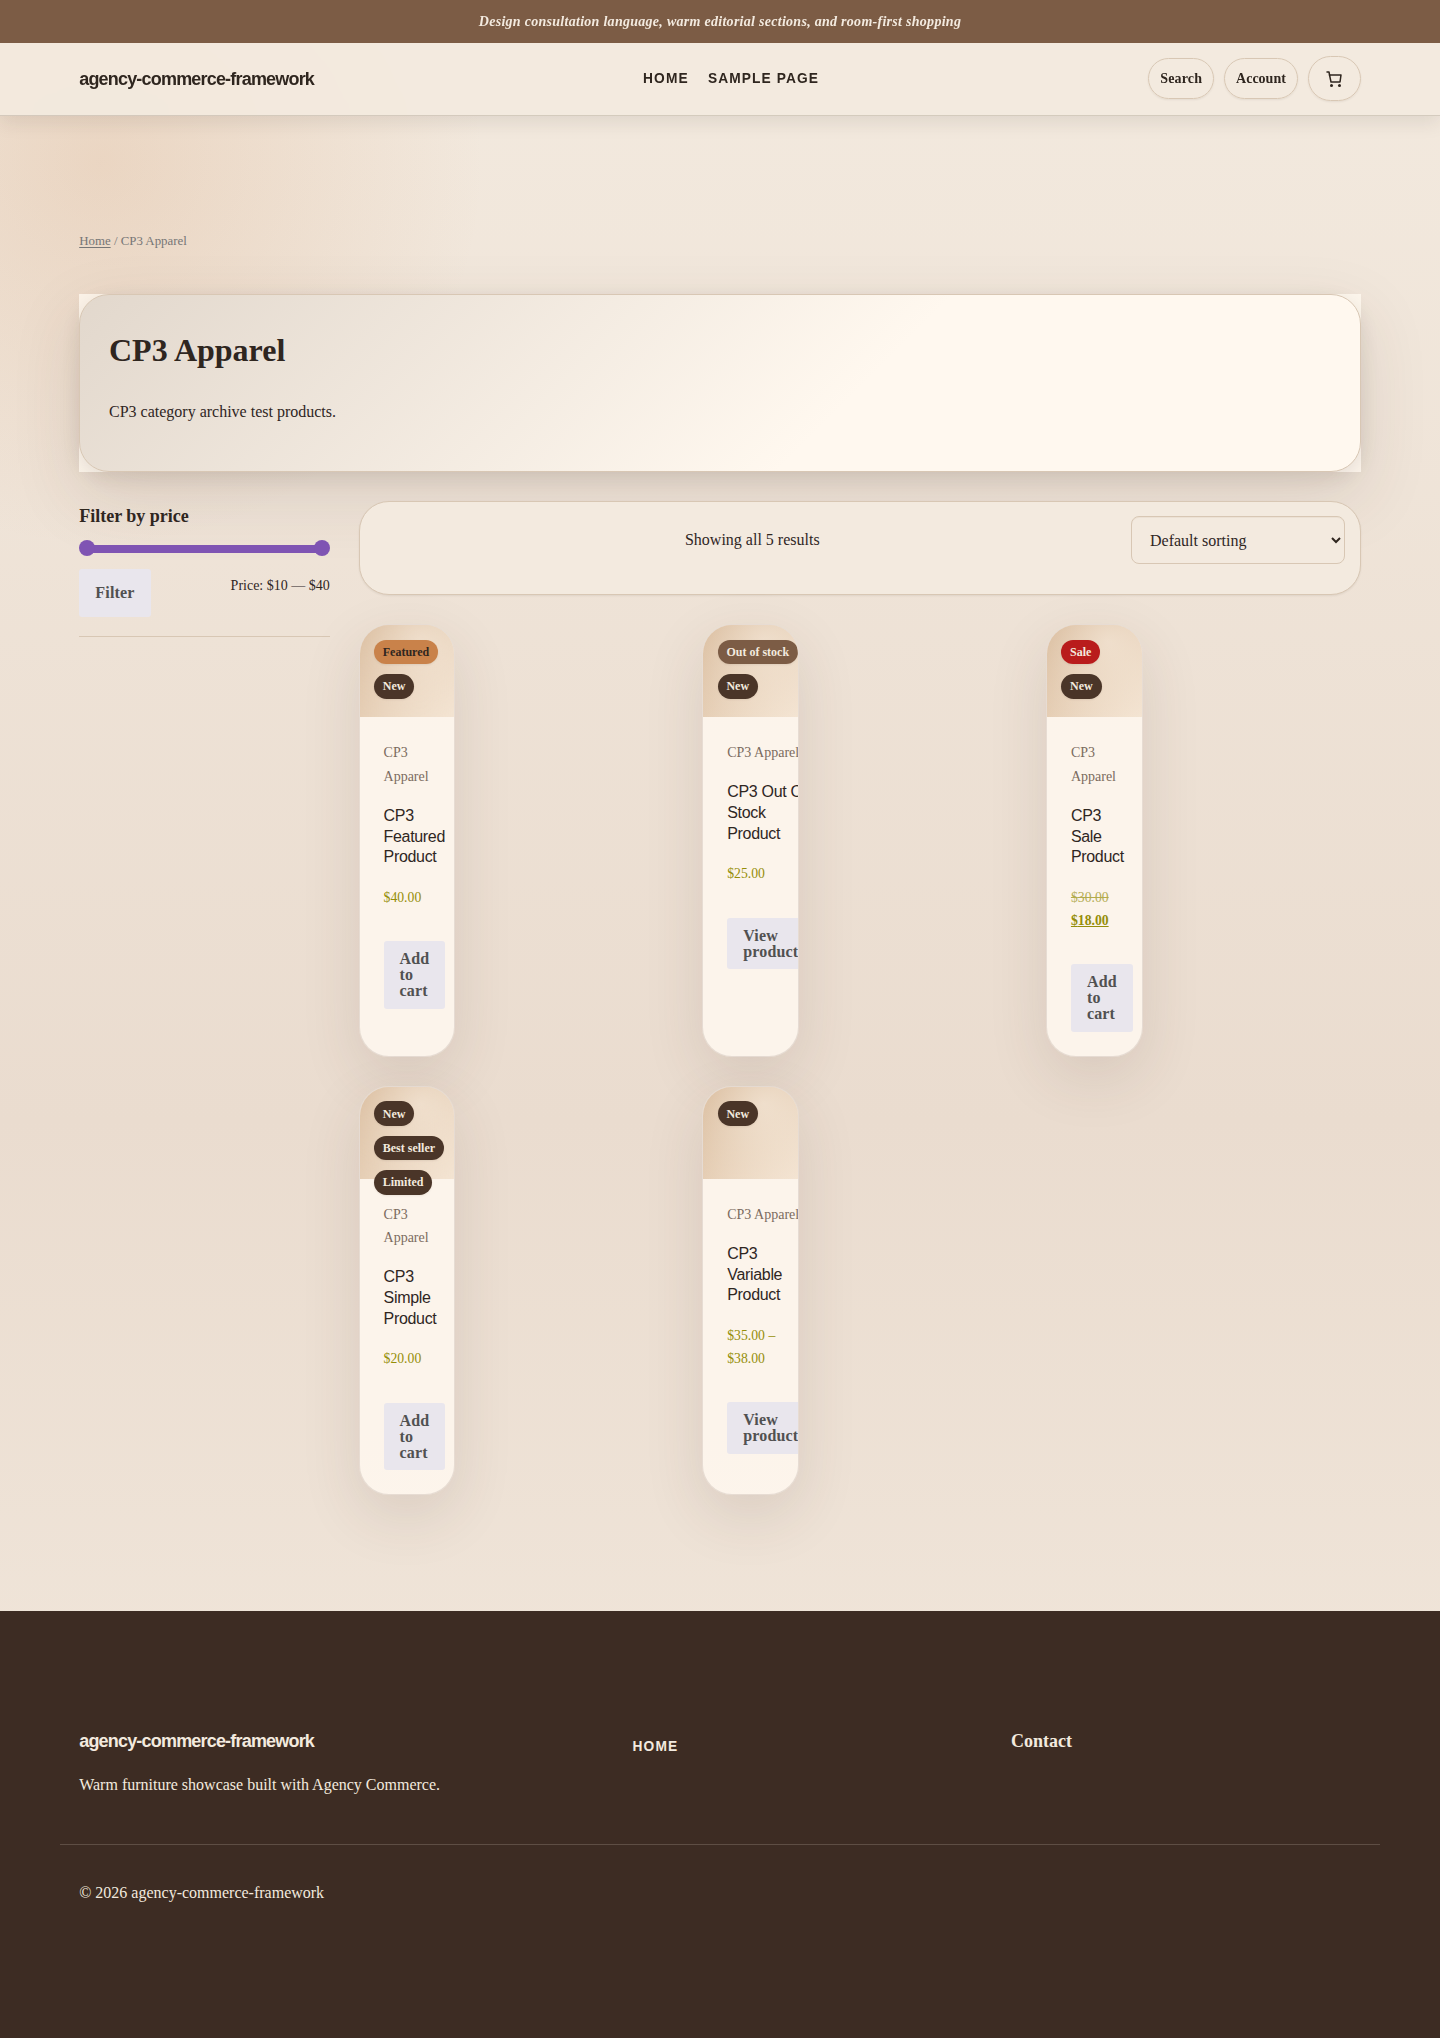 Design consultation language, warm editorial sections, and room-first shopping
agency-commerce-framework
HOME SAMPLE PAGE
Search
Account
Home / CP3 Apparel
CP3 Apparel
CP3 category archive test products.
Filter by price
Filter
Price: $10 — $40
Showing all 5 results
Default sorting
Featured
New
CP3
Apparel
CP3
Featured
Product
$40.00
Add
to
cart
Out of stock
New
CP3 Apparel
CP3 Out O
Stock
Product
$25.00
View
product
Sale
New
CP3
Apparel
CP3
Sale
Product
$30.00
$18.00
Add
to
cart
New
Best seller
Limited
CP3
Apparel
CP3
Simple
Product
$20.00
Add
to
cart
New
CP3 Apparel
CP3
Variable
Product
$35.00 –
$38.00
View
product
agency-commerce-framework
Warm furniture showcase built with Agency Commerce.
HOME
Contact
© 2026 agency-commerce-framework